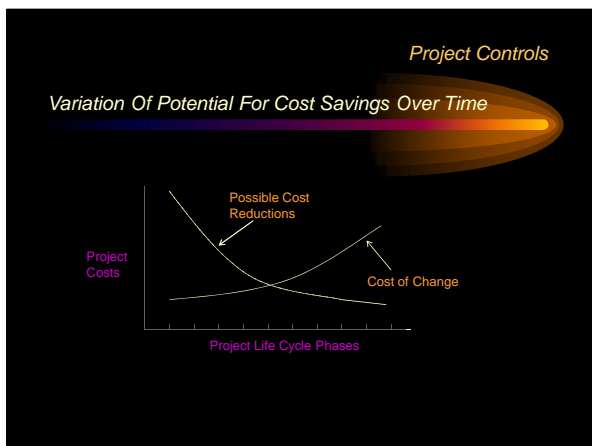 Project Controls
Variation Of Potential For Cost Savings Over Time
Possible Cost
Reductions
Project
Costs
Cost of Change
Project Life Cycle Phases